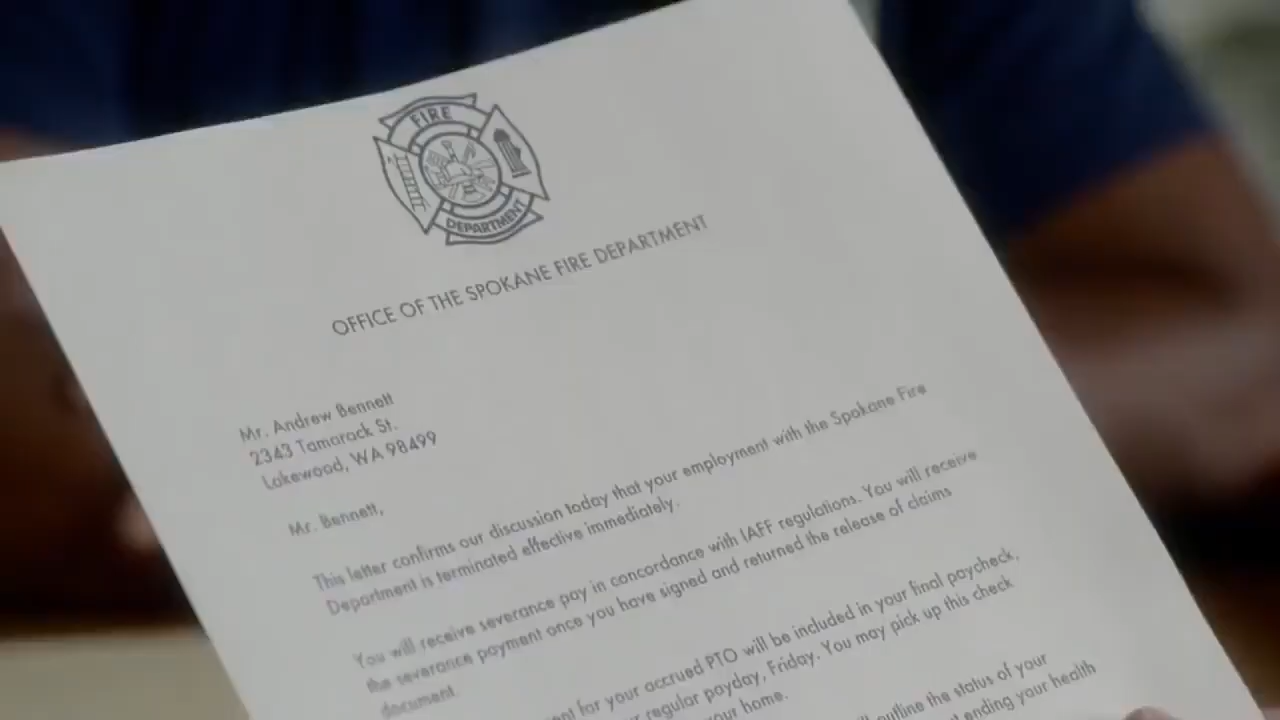 FIRE
DEPARTMENT
OFFICE OF THE SPOKANE FIRE DEPARTMENT
Mr. Andrew Bennett
2343 Tamarack St.
Lakewood, WA 98499
Mr. Bennett,
This letter confirms our discussion today that your employment with the Spokane Fire
Department is terminated effective immediately.
You will receive severance pay in concordance with IAFF regulations. You will receive
the severance payment once you have signed and returned the release of claims
document.
for your accrued PTO will be included in your final paycheck,
regular payday, Friday. You may pick up this check
your home.
outline the status of your
ending your health